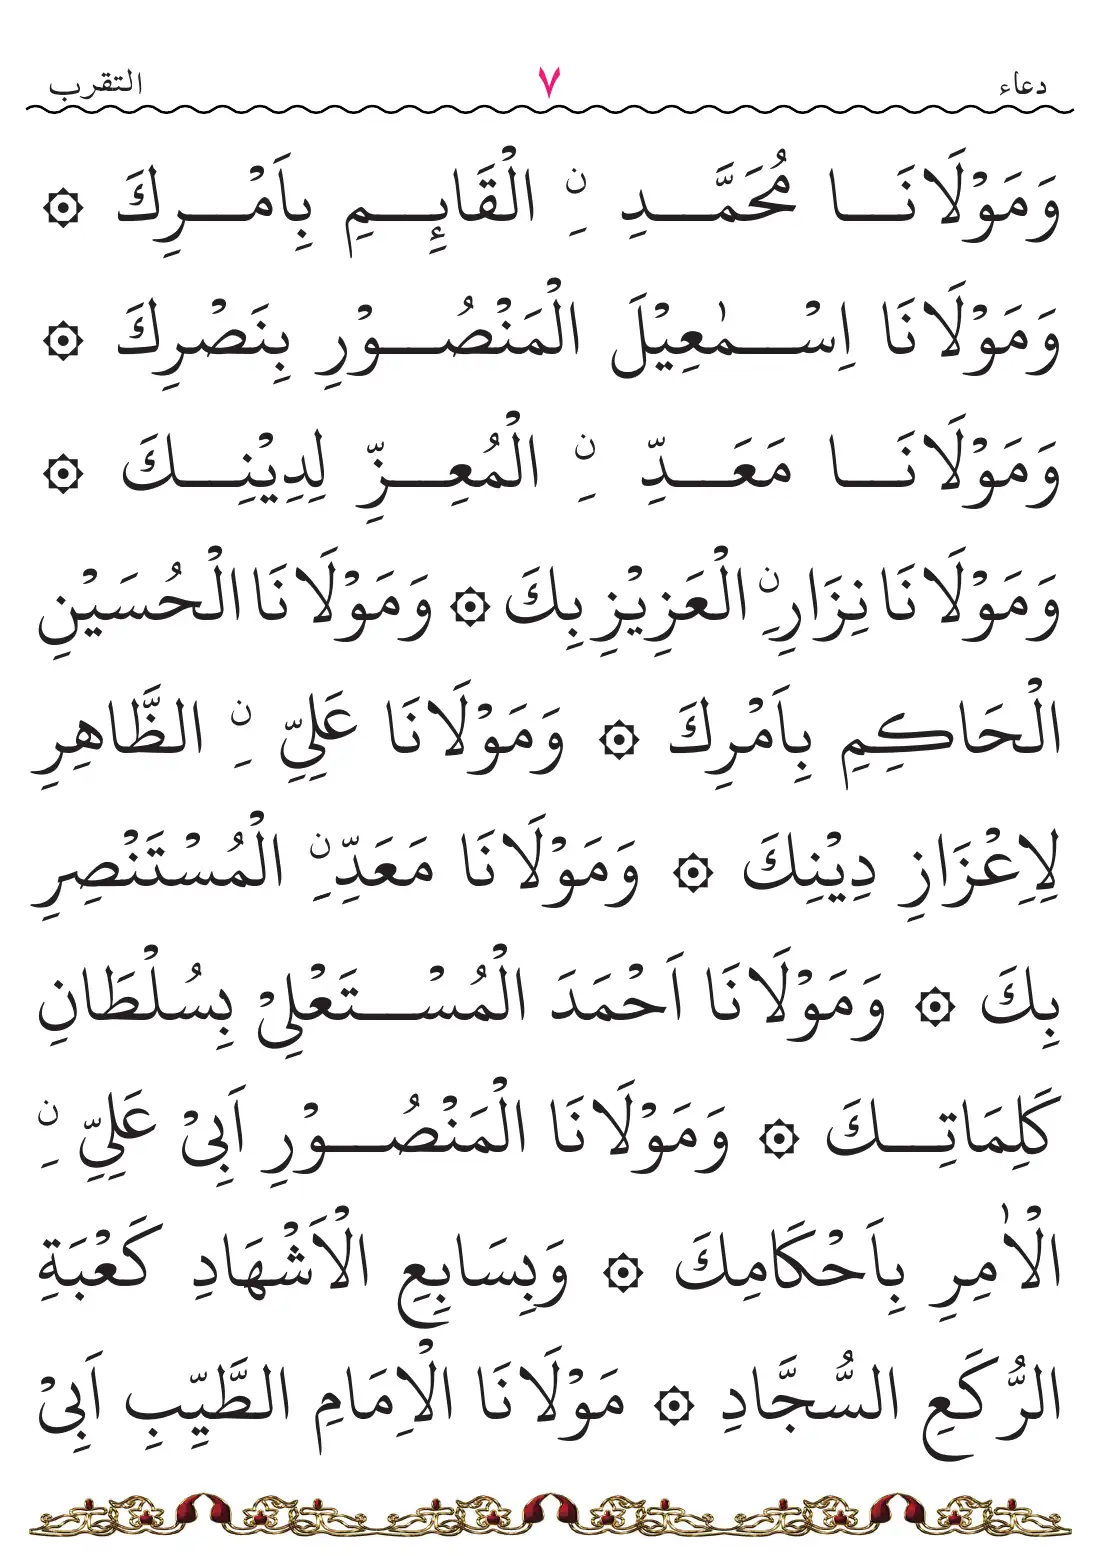 دعاء ٧ التقرب
وَمَوْلَانَا مُحَمَّدِ نِ الْقَايِٕمِ بِاَمْرِكَ ۞
وَمَوْلَانَا اِسْمٰعِيْلَ الْمَنْصُوْرِ بِنَصْرِكَ ۞
وَمَوْلَانَا مَعَدِّ نِ الْمُعِزِّ لِدِيْنِكَ ۞
وَمَوْلَانَا نِزَارِ نِ الْعَزِيْزِ بِكَ ۞ وَمَوْلَانَا الْحُسَيْنِ
الْحَاكِمِ بِاَمْرِكَ ۞ وَمَوْلَانَا عَلِيِّ نِ الظَّاهِرِ
لِاِعْزَازِ دِيْنِكَ ۞ وَمَوْلَانَا مَعَدِّ نِ الْمُسْتَنْصِرِ
بِكَ ۞ وَمَوْلَانَا اَحْمَدَ الْمُسْتَعْلِيْ بِسُلْطَانِ
كَلِمَاتِكَ ۞ وَمَوْلَانَا الْمَنْصُوْرِ اَبِيْ عَلِيِّ نِ
الْاٰمِرِ بِاَحْكَامِكَ ۞ وَبِسَابِعِ الْاَشْهَادِ كَعْبَةِ
الرُّكَعِ السُّجَّادِ ۞ مَوْلَانَا الْاِمَامِ الطَّيِّبِ اَبِيْ